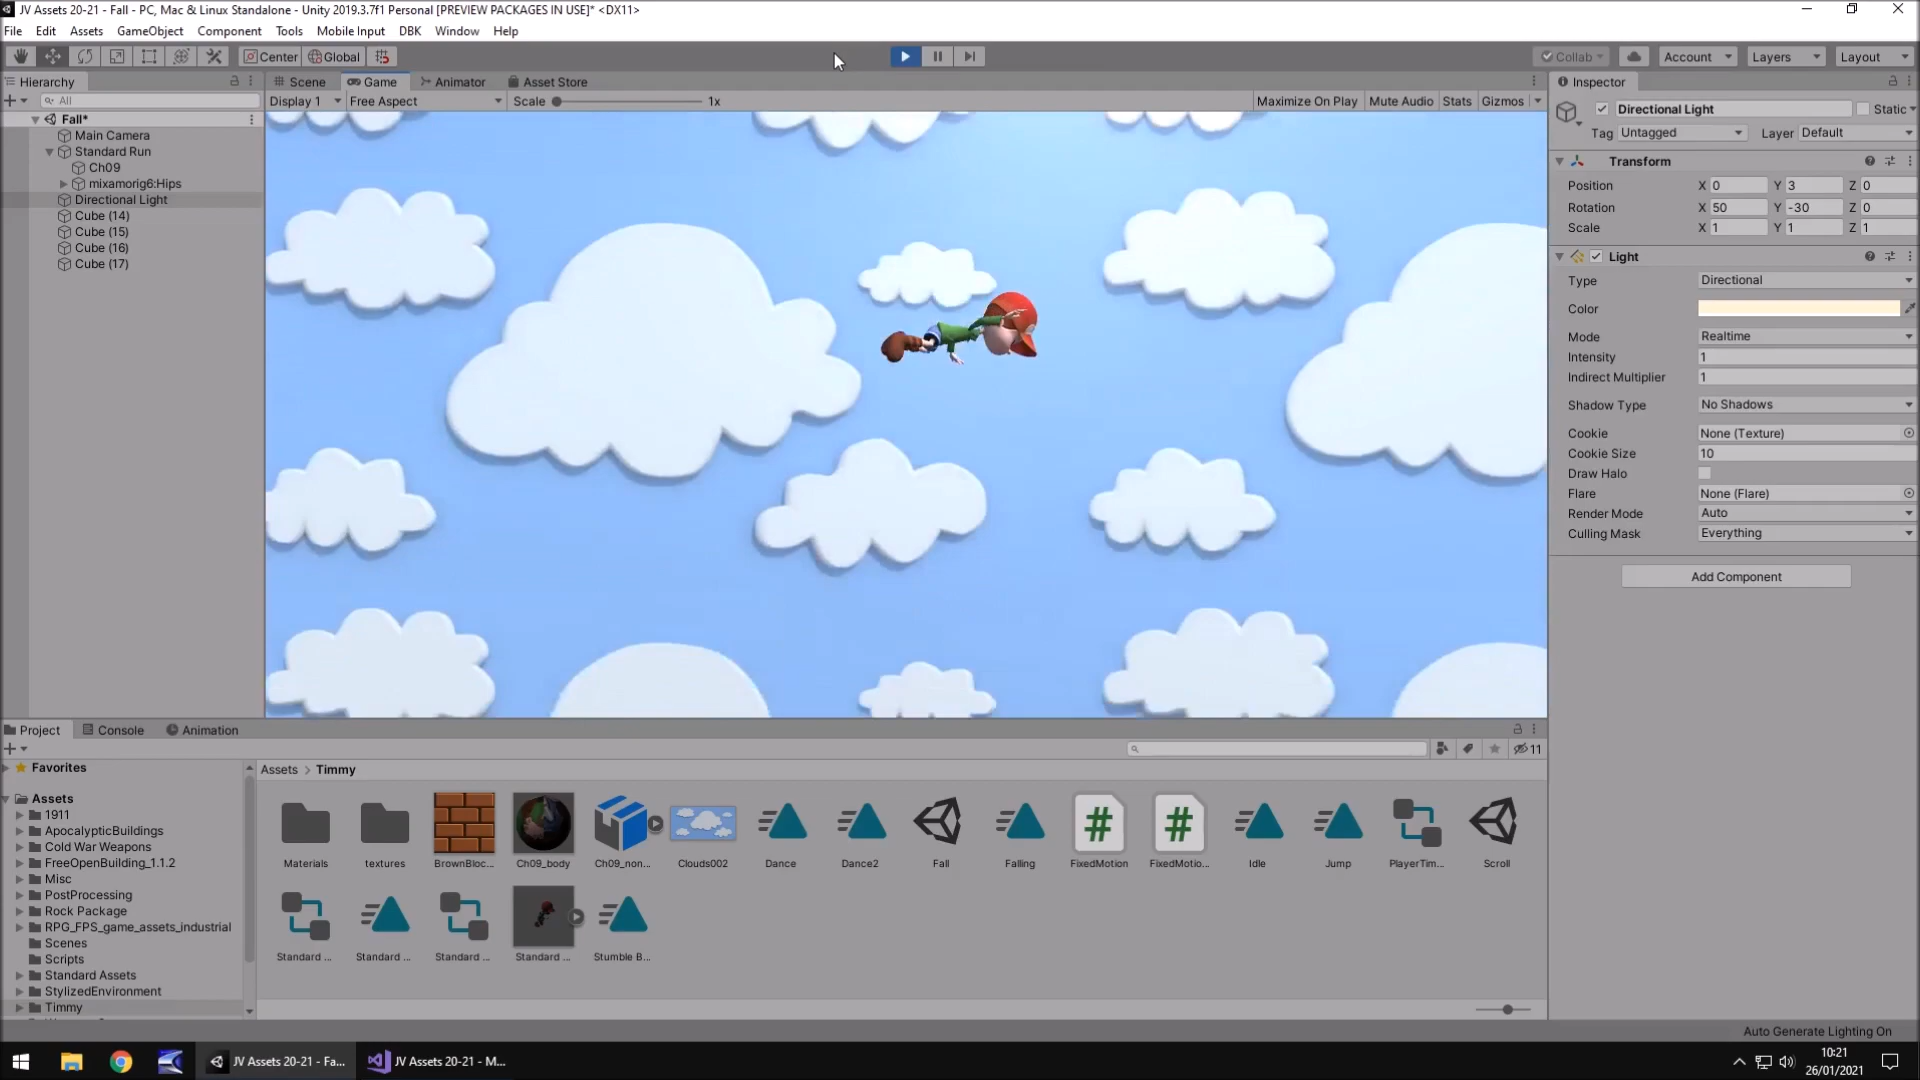 JV Assets 20-21 - Fall - PC, Mac & Linux Standalone - Unity 2019.3.7f1 Personal [PREVIEW PACKAGES IN USE]* <DX11>
File Edit Assets GameObject Component Tools Mobile Input DBK Window Help
Center Global Collab Account Layers Layout
Hierarchy Scene Game Animator Asset Store Inspector
All Display 1 Free Aspect Scale 1x Maximize On Play Mute Audio Stats Gizmos
Directional Light Static
Fall*
Main Camera
Standard Run
Ch09
mixamorig6:Hips
Directional Light
Cube (14)
Cube (15)
Cube (16)
Cube (17)
Tag Untagged Layer Default
Transform
Position X 0 Y 3 Z 0
Rotation X 50 Y -30 Z 0
Scale X 1 Y 1 Z 1
Light
Type Directional
Color
Mode Realtime
Intensity 1
Indirect Multiplier 1
Shadow Type No Shadows
Cookie None (Texture)
Cookie Size 10
Draw Halo
Flare None (Flare)
Render Mode Auto
Culling Mask Everything
Add Component
Project Console Animation
11
Favorites
Assets
1911
ApocalypticBuildings
Cold War Weapons
FreeOpenBuilding_1.1.2
Misc
PostProcessing
Rock Package
RPG_FPS_game_assets_industrial
Scenes
Scripts
Standard Assets
StylizedEnvironment
Timmy
Assets > Timmy
Materials textures BrownBloc... Ch09_body Ch09_non... Clouds002 Dance Dance2 Fall Falling FixedMotion FixedMotio... Idle Jump PlayerTim... Scroll
Standard ... Standard ... Standard ... Standard ... Stumble B...
Auto Generate Lighting On
JV Assets 20-21 - Fa... JV Assets 20-21 - M...
10:21
26/01/2021